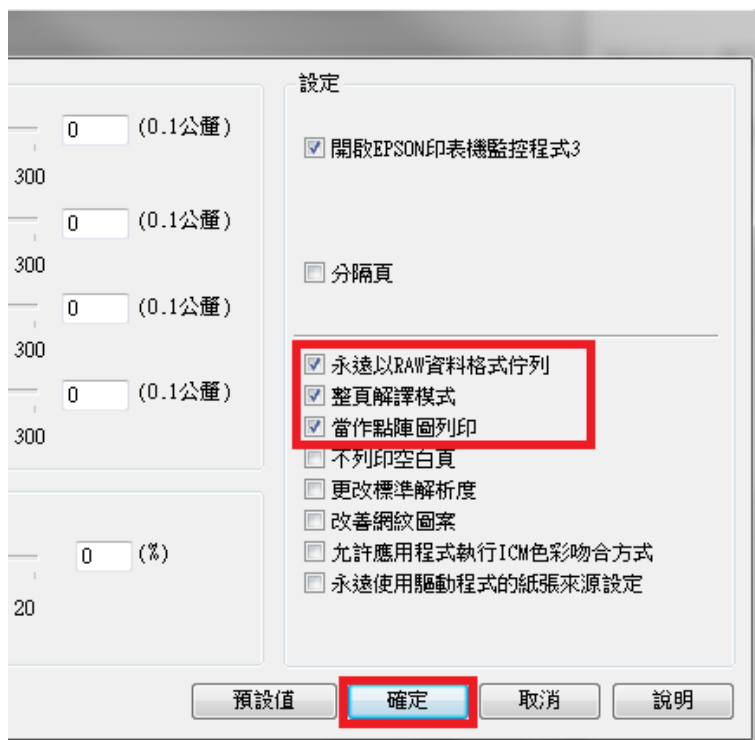 設定
0 (0.1公釐)
300
0 (0.1公釐)
300
0 (0.1公釐)
300
0 (0.1公釐)
300
0 (%)
20
開啟EPSON印表機監控程式3
分隔頁
永遠以RAW資料格式佇列
整頁解譯模式
當作點陣圖列印
不列印空白頁
更改標準解析度
改善網紋圖案
允許應用程式執行ICM色彩吻合方式
永遠使用驅動程式的紙張來源設定
預設值 確定 取消 說明